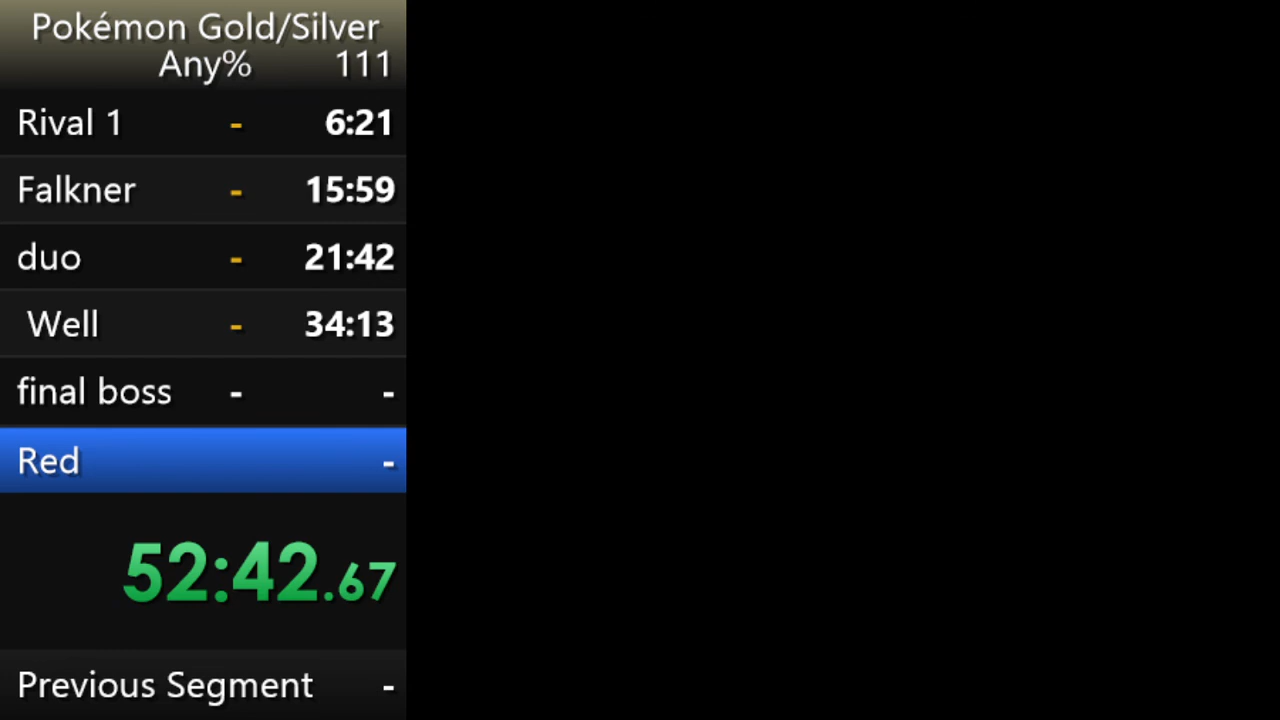 Pokémon Gold/Silver
Any% 111
Rival 1 - 6:21
Falkner - 15:59
duo - 21:42
Well - 34:13
final boss - -
Red -
52:42.67
Previous Segment -